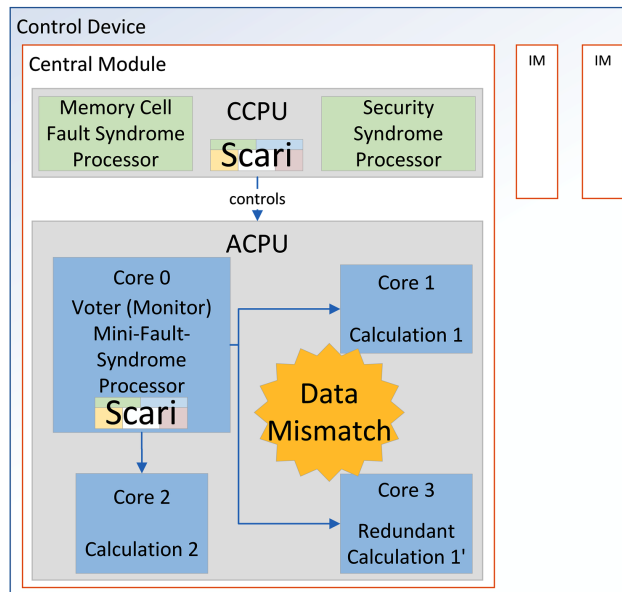 Control Device
Central Module
IM
IM
Memory Cell
Fault Syndrome
Processor
CCPU
Scari
Security
Syndrome
Processor
controls
ACPU
Core 0
Voter (Monitor)
Mini-Fault-
Syndrome
Processor
Scari
Core 1
Calculation 1
Data
Mismatch
Core 2
Calculation 2
Core 3
Redundant
Calculation 1'